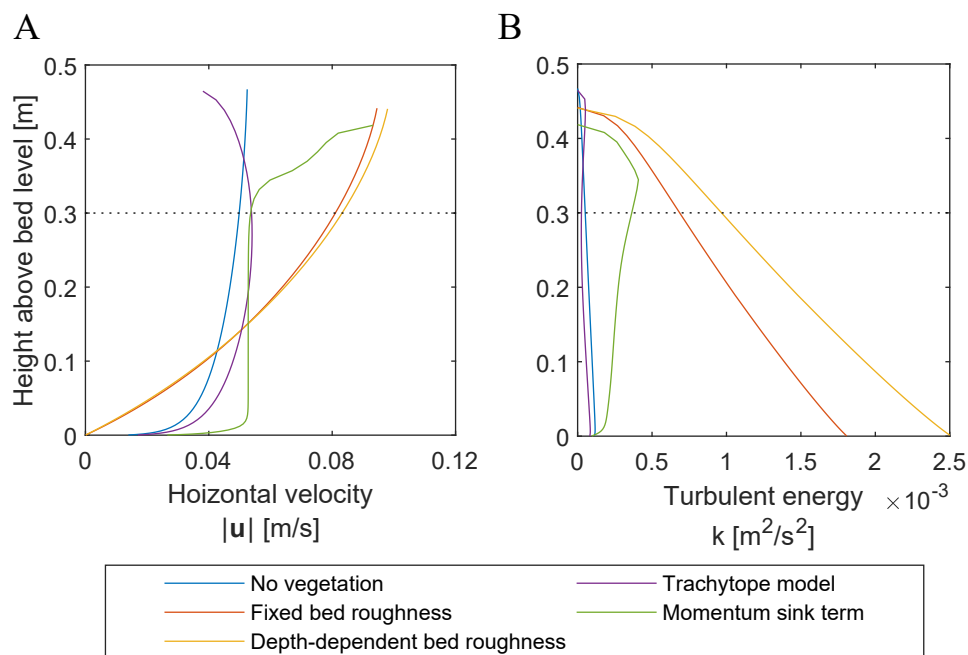 A
B
0.5
0.4
0.3
0.2
0.1
0
0
0.04
0.08
0.12
Height above bed level [m]
Hoizontal velocity
|u| [m/s]
0.5
0.4
0.3
0.2
0.1
0
0
0.5
1
1.5
2
2.5
×10⁻³
Turbulent energy
k [m²/s²]
No vegetation
Fixed bed roughness
Depth-dependent bed roughness
Trachytope model
Momentum sink term